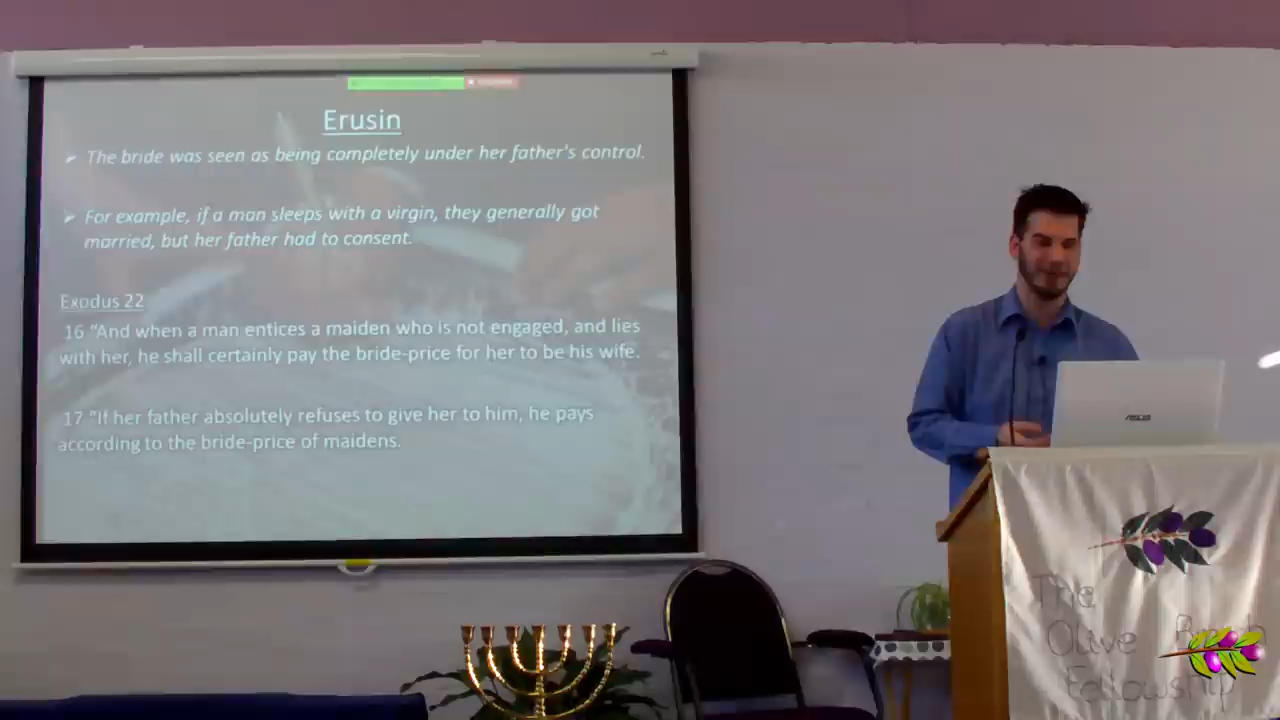 Erusin
➢ The bride was seen as being completely under her father's control.
➢ For example, if a man sleeps with a virgin, they generally got
married, but her father had to consent.
Exodus 22
16 "And when a man entices a maiden who is not engaged, and lies
with her, he shall certainly pay the bride-price for her to be his wife.
17 "If her father absolutely refuses to give her to him, he pays
according to the bride-price of maidens.
ASUS
The
Olive
Fellowship